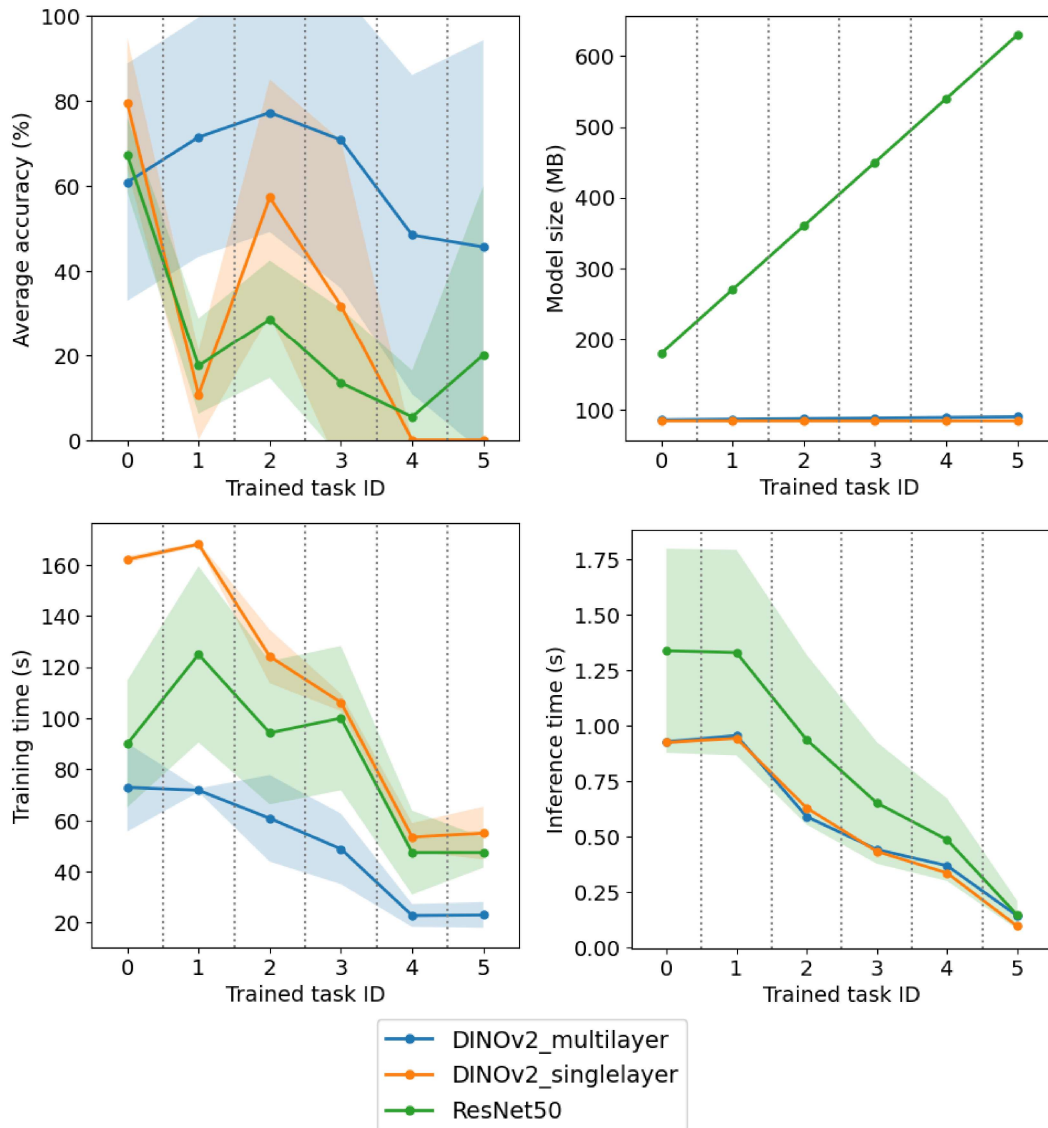 100
80
60
40
20
0
Average accuracy (%)
0 1 2 3 4 5
Trained task ID
600
500
400
300
200
100
Model size (MB)
0 1 2 3 4 5
Trained task ID
160
140
120
100
80
60
40
20
Training time (s)
0 1 2 3 4 5
Trained task ID
1.75
1.50
1.25
1.00
0.75
0.50
0.25
0.00
Inference time (s)
0 1 2 3 4 5
Trained task ID
DINOv2_multilayer
DINOv2_singlelayer
ResNet50